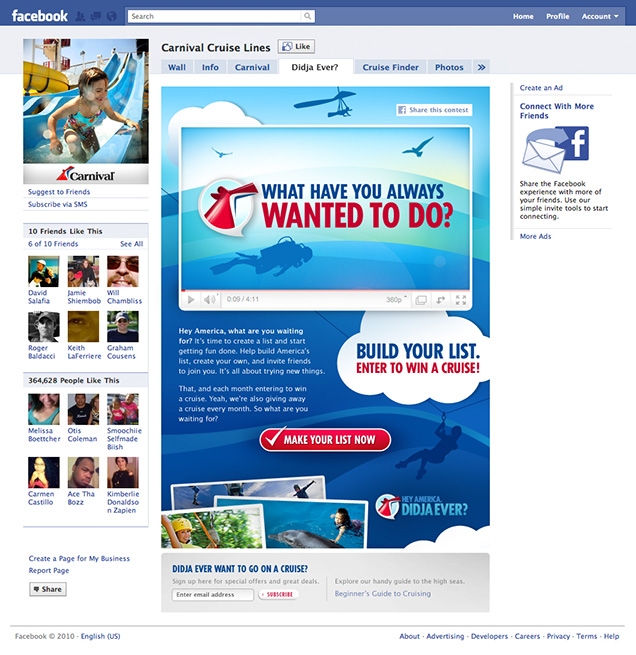 facebook
Search
Home Profile Account
Carnival Cruise Lines
Like
Wall Info Carnival Didja Ever? Cruise Finder Photos »
Carnival
Suggest to Friends
Subscribe via SMS
10 Friends Like This
6 of 10 Friends See All
David Salafia
Jamie Shiembob
Will Chambliss
Roger Baldacci
Keith LaFerriere
Graham Cousens
364,628 People Like This
Melissa Boettcher
Otis Coleman
Smoochiie Selfmade Biish
Carmen Castillo
Ace Tha Bozz
Kimberlie Donaldso n Zapien
Create a Page for My Business
Report Page
Share
Share this contest
WHAT HAVE YOU ALWAYS
WANTED TO DO?
0:09 / 4:11
360p
Hey America, what are you waiting
for? It's time to create a list and start
getting fun done. Help build America's
list, create your own, and invite friends
to join you. It's all about trying new things.
That, and each month entering to win
a cruise. Yeah, we're also giving away
a cruise every month. So what are you
waiting for?
BUILD YOUR LIST.
ENTER TO WIN A CRUISE!
MAKE YOUR LIST NOW
HEY AMERICA,
DIDJA EVER?
DIDJA EVER WANT TO GO ON A CRUISE?
Sign up here for special offers and great deals.
Enter email address
SUBSCRIBE
Explore our handy guide to the high seas.
Beginner's Guide to Cruising
Create an Ad
Connect With More
Friends
Share the Facebook
experience with more of
your friends. Use our
simple invite tools to start
connecting.
More Ads
Facebook © 2010 · English (US)
About · Advertising · Developers · Careers · Privacy · Terms · Help